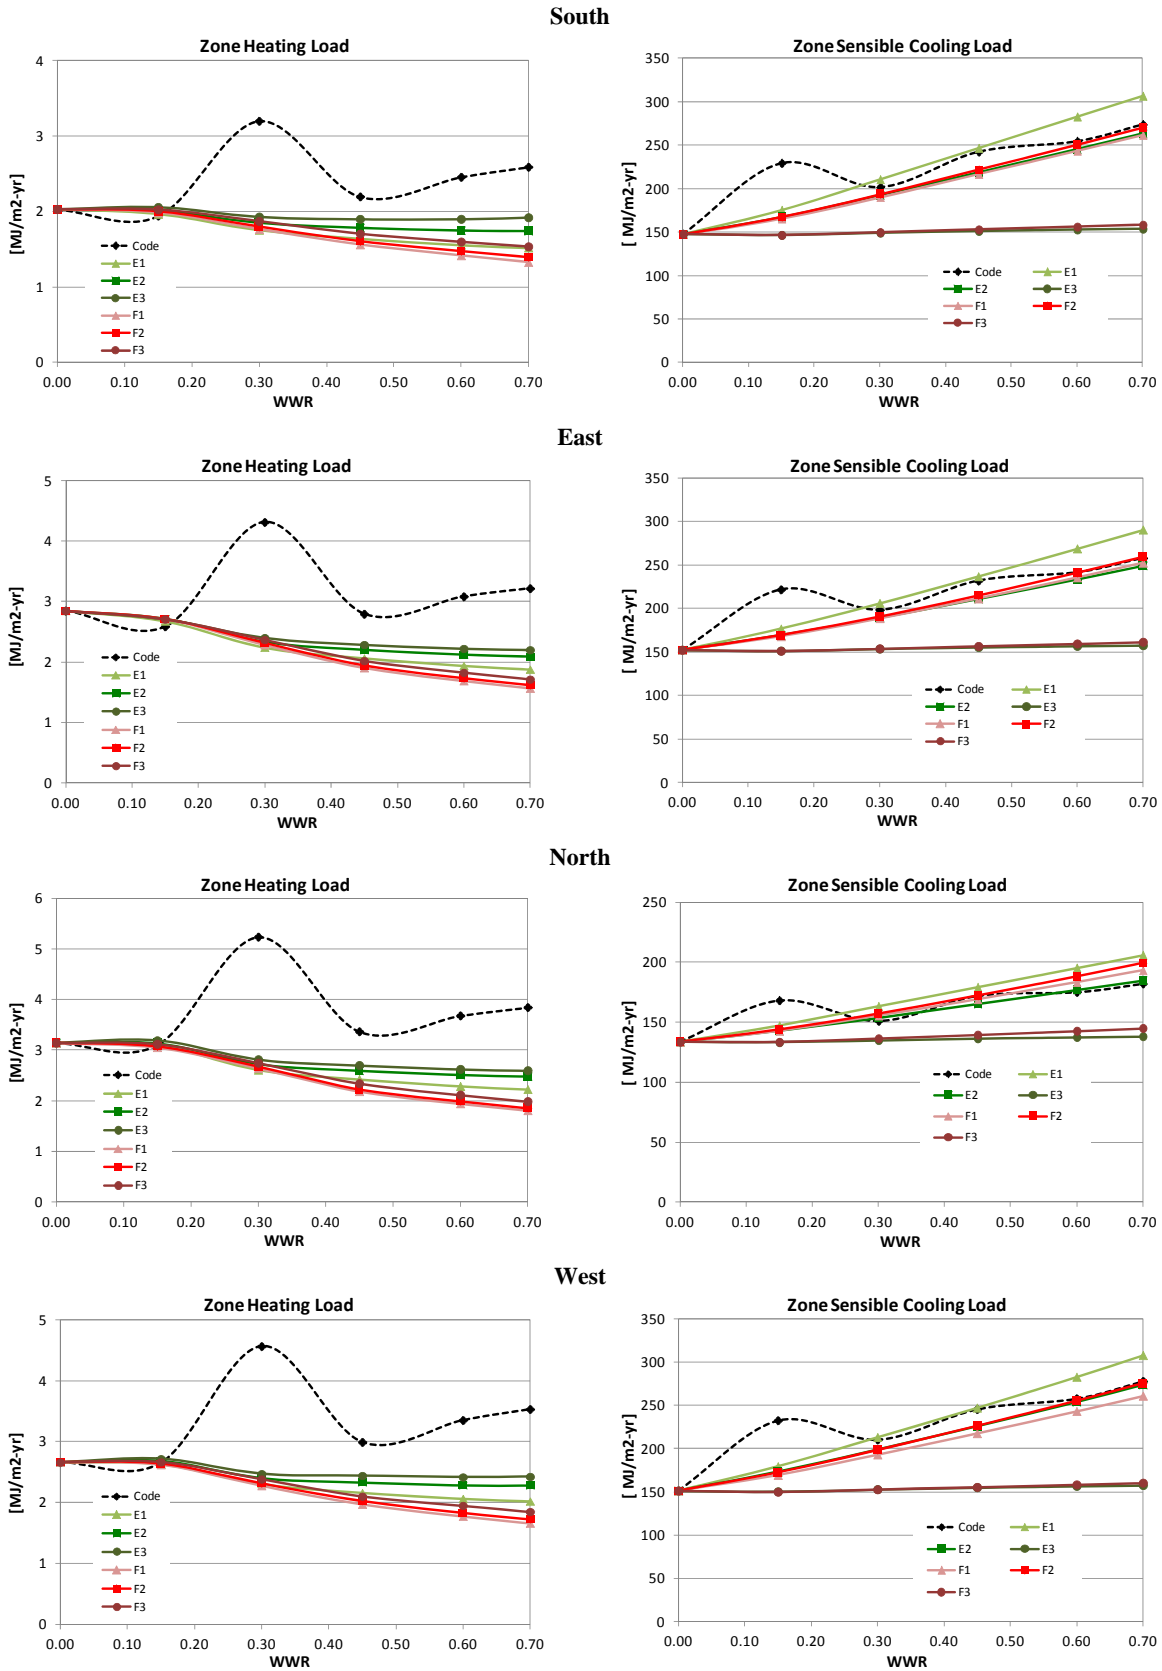 South
Zone Heating Load
[MJ/m2-yr]
4
3
2
1
0
0.00 0.10 0.20 0.30 0.40 0.50 0.60 0.70
WWR
Code
E1
E2
E3
F1
F2
F3
Zone Sensible Cooling Load
[ MJ/m2-yr]
350
300
250
200
150
100
50
0
0.00 0.10 0.20 0.30 0.40 0.50 0.60 0.70
WWR
Code E1
E2 E3
F1 F2
F3
East
Zone Heating Load
[MJ/m2-yr]
5
4
3
2
1
0
0.00 0.10 0.20 0.30 0.40 0.50 0.60 0.70
WWR
Code
E1
E2
E3
F1
F2
F3
Zone Sensible Cooling Load
[ MJ/m2-yr]
350
300
250
200
150
100
50
0
0.00 0.10 0.20 0.30 0.40 0.50 0.60 0.70
WWR
Code E1
E2 E3
F1 F2
F3
North
Zone Heating Load
[MJ/m2-yr]
6
5
4
3
2
1
0
0.00 0.10 0.20 0.30 0.40 0.50 0.60 0.70
WWR
Code
E1
E2
E3
F1
F2
F3
Zone Sensible Cooling Load
[ MJ/m2-yr]
250
200
150
100
50
0
0.00 0.10 0.20 0.30 0.40 0.50 0.60 0.70
WWR
Code E1
E2 E3
F1 F2
F3
West
Zone Heating Load
[MJ/m2-yr]
5
4
3
2
1
0
0.00 0.10 0.20 0.30 0.40 0.50 0.60 0.70
WWR
Code
E1
E2
E3
F1
F2
F3
Zone Sensible Cooling Load
[ MJ/m2-yr]
350
300
250
200
150
100
50
0
0.00 0.10 0.20 0.30 0.40 0.50 0.60 0.70
WWR
Code E1
E2 E3
F1 F2
F3